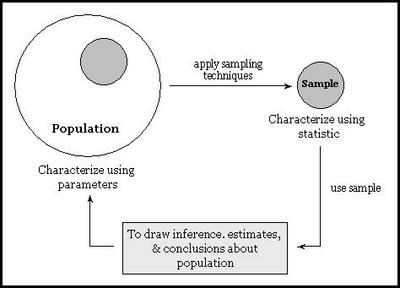 apply sampling
techniques
Sample
Population
Characterize using
statistic
Characterize using
parameters
use sample
To draw inference. estimates,
& conclusions about
population